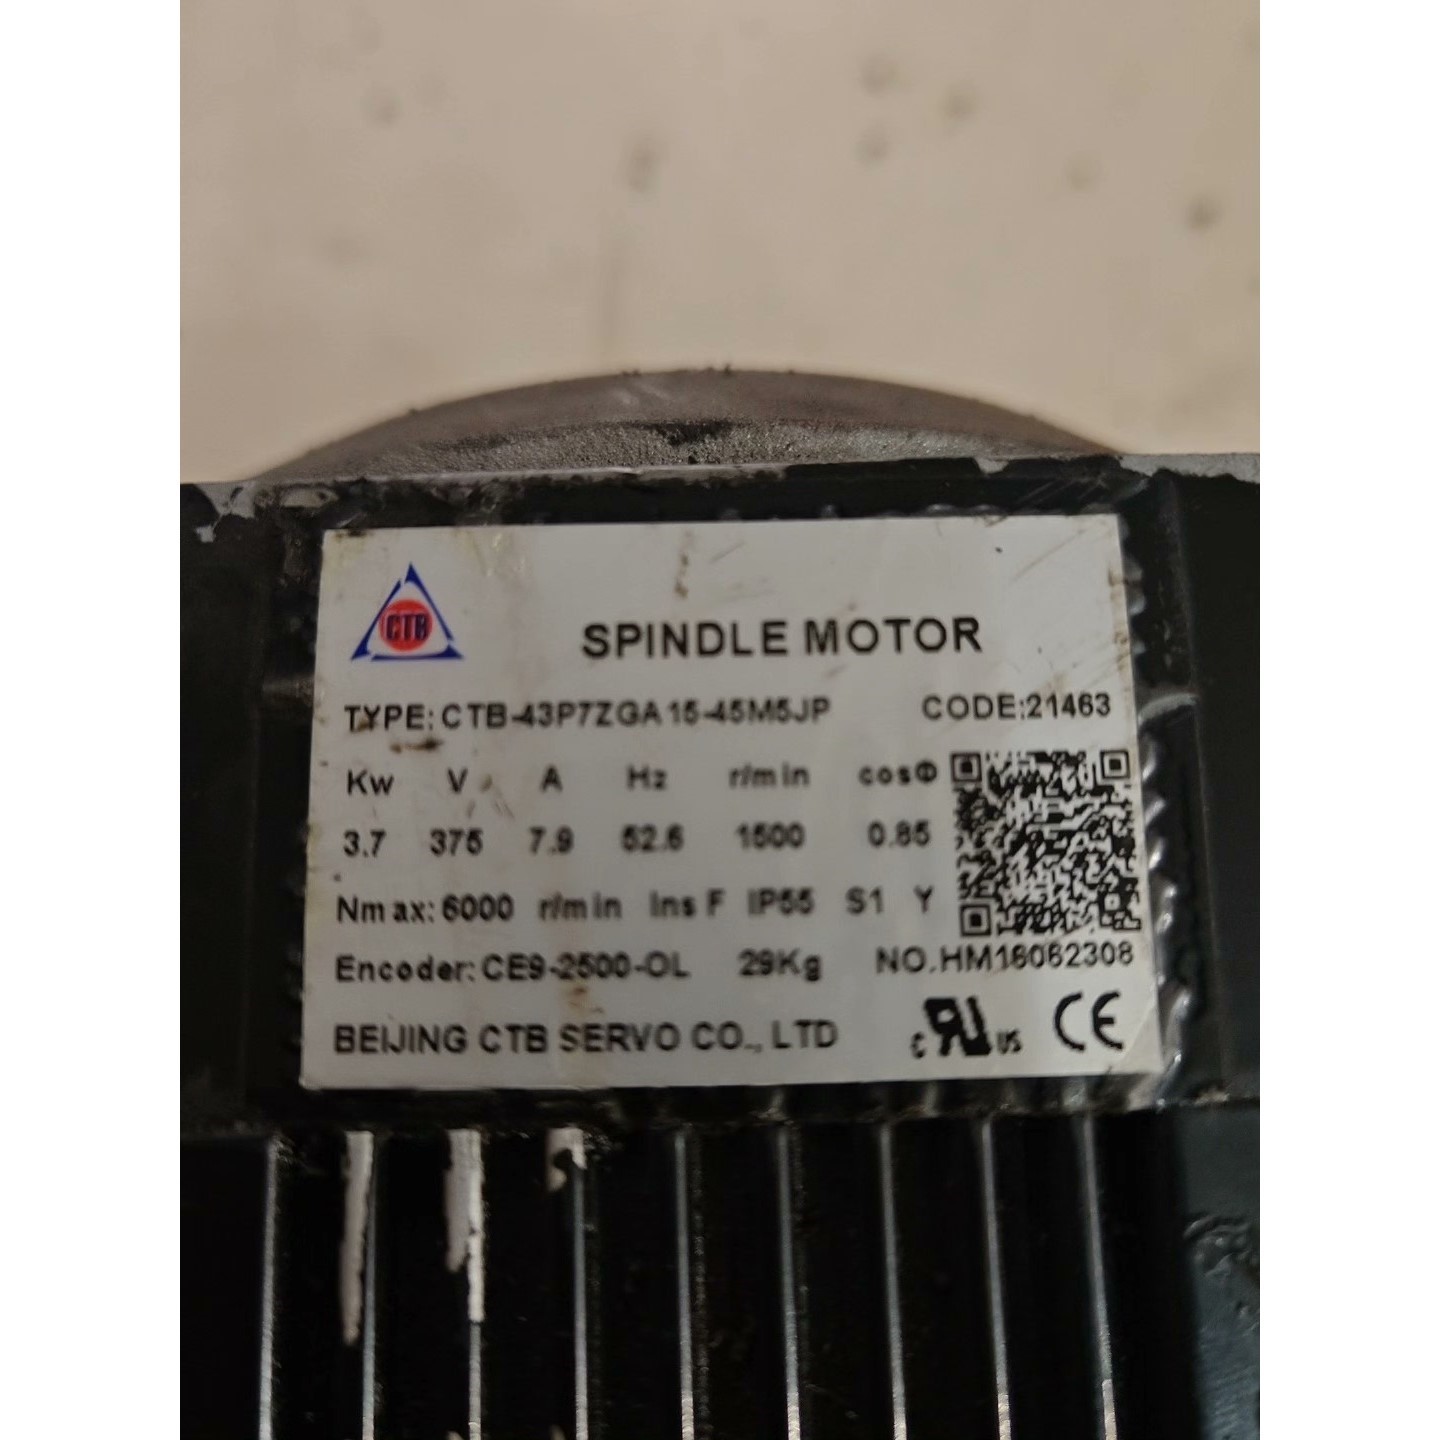 CTB
SPINDLE MOTOR
TYPE: CTB-43P7ZGA15-45M5JP CODE:21463
Kw V A Hz r/min cosΦ
3.7 375 7.9 52.6 1500 0.85
Nmax: 6000 r/min Ins F IP55 S1 Y
Encoder: CE9-2500-OL 29Kg NO.HM16062308
BEIJING CTB SERVO CO., LTD c RU US CE